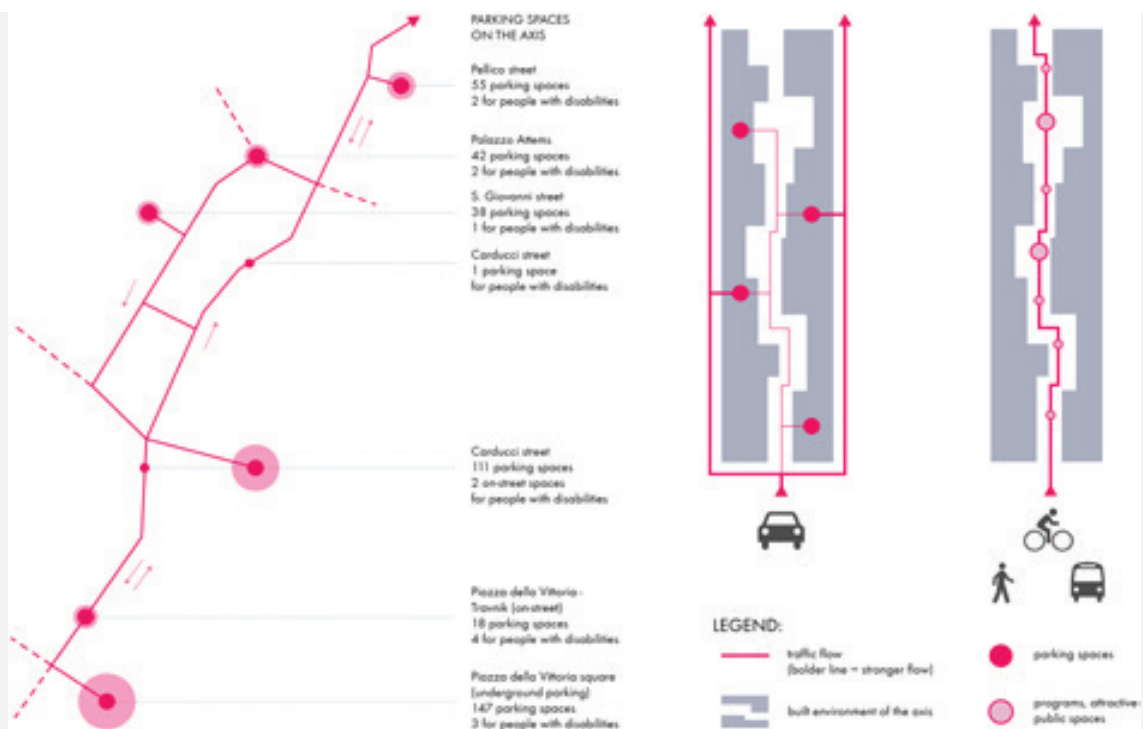 PARKING SPACES
ON THE AXIS
Pellico street
55 parking spaces
2 for people with disabilities
Palazzo Attems
42 parking spaces
2 for people with disabilities
S. Giovanni street
38 parking spaces
1 for people with disabilities
Carducci street
1 parking space
for people with disabilities
Carducci street
111 parking spaces
2 on-street spaces
for people with disabilities
Piazza della Vittoria -
Travnik (on-street)
18 parking spaces
4 for people with disabilities
Piazza della Vittoria square
(underground parking)
147 parking spaces
3 for people with disabilities
LEGEND:
traffic flow
(bolder line = stronger flow)
built environment of the axis
parking spaces
programs, attractive
public spaces